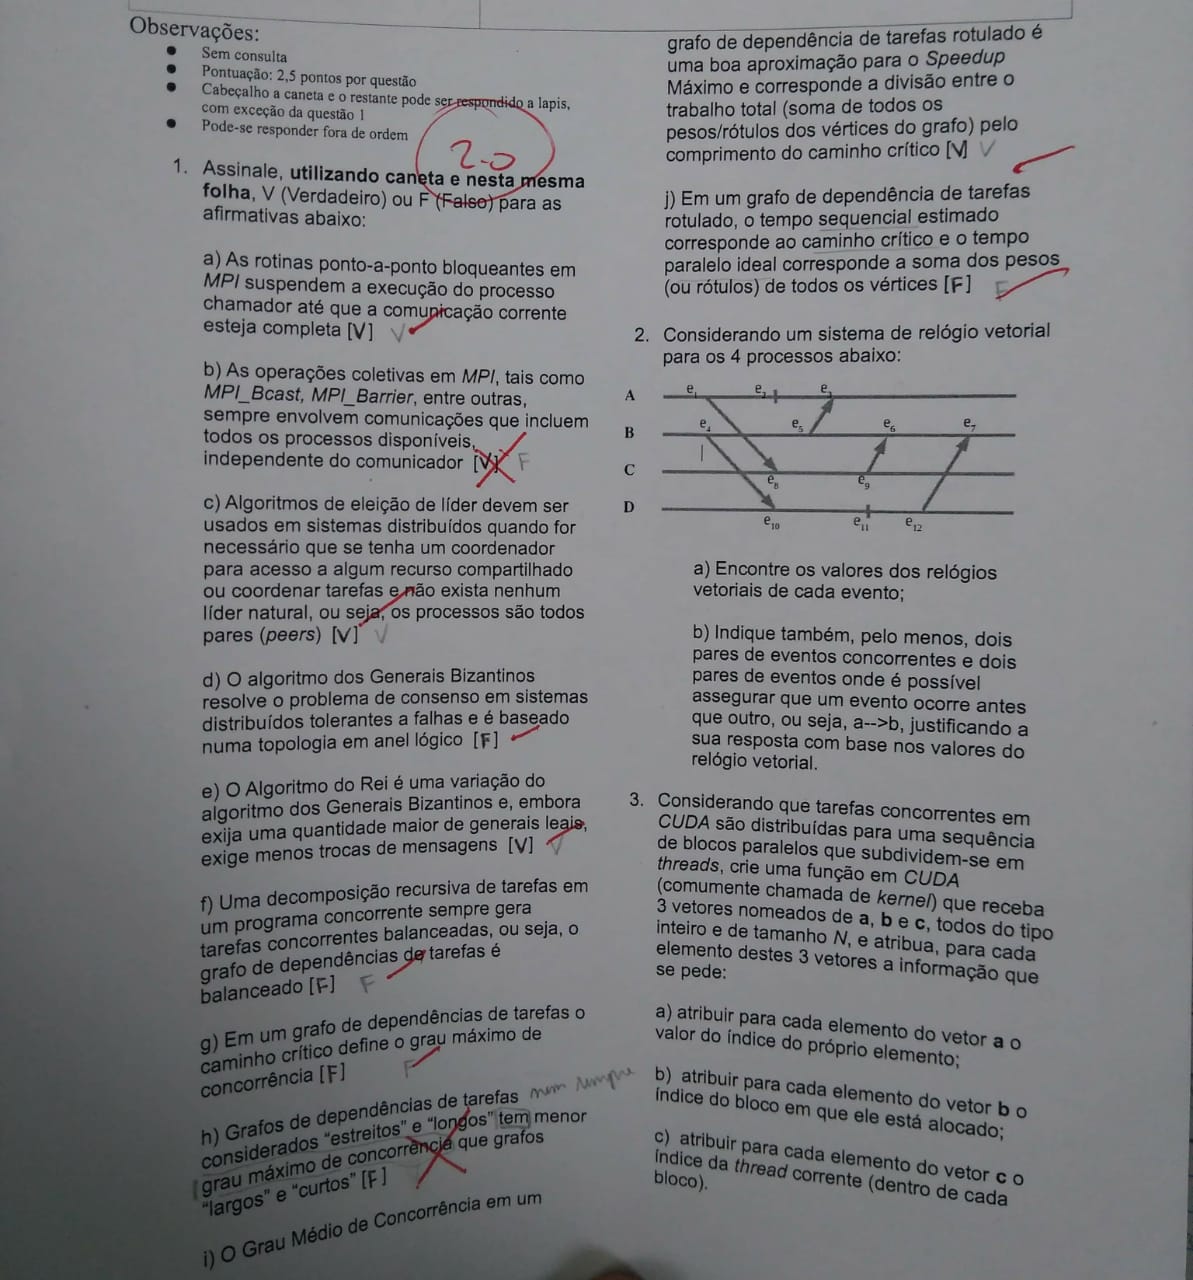 Observações:
● Sem consulta
● Pontuação: 2,5 pontos por questão
● Cabeçalho a caneta e o restante pode ser respondido a lapis,
com exceção da questão 1
● Pode-se responder fora de ordem
2.0
1. Assinale, utilizando caneta e nesta mesma
folha, V (Verdadeiro) ou F (Falso) para as
afirmativas abaixo:
a) As rotinas ponto-a-ponto bloqueantes em
MPI suspendem a execução do processo
chamador até que a comunicação corrente
esteja completa [V] V
b) As operações coletivas em MPI, tais como
MPI_Bcast, MPI_Barrier, entre outras,
sempre envolvem comunicações que incluem
todos os processos disponíveis,
independente do comunicador [V] F
c) Algoritmos de eleição de líder devem ser
usados em sistemas distribuídos quando for
necessário que se tenha um coordenador
para acesso a algum recurso compartilhado
ou coordenar tarefas e não exista nenhum
líder natural, ou seja, os processos são todos
pares (peers) [V] V
d) O algoritmo dos Generais Bizantinos
resolve o problema de consenso em sistemas
distribuídos tolerantes a falhas e é baseado
numa topologia em anel lógico [F]
e) O Algoritmo do Rei é uma variação do
algoritmo dos Generais Bizantinos e, embora
exija uma quantidade maior de generais leais,
exige menos trocas de mensagens [V] V
f) Uma decomposição recursiva de tarefas em
um programa concorrente sempre gera
tarefas concorrentes balanceadas, ou seja, o
grafo de dependências de tarefas é
balanceado [F] F
g) Em um grafo de dependências de tarefas o
caminho crítico define o grau máximo de
concorrência [F] F
h) Grafos de dependências de tarefas nem sempre
considerados “estreitos” e “longos” tem menor
grau máximo de concorrência que grafos
“largos” e “curtos” [F]
i) O Grau Médio de Concorrência em um
grafo de dependência de tarefas rotulado é
uma boa aproximação para o Speedup
Máximo e corresponde a divisão entre o
trabalho total (soma de todos os
pesos/rótulos dos vértices do grafo) pelo
comprimento do caminho crítico [V] V
j) Em um grafo de dependência de tarefas
rotulado, o tempo sequencial estimado
corresponde ao caminho crítico e o tempo
paralelo ideal corresponde a soma dos pesos
(ou rótulos) de todos os vértices [F] F
2. Considerando um sistema de relógio vetorial
para os 4 processos abaixo:
A e1 e2 e3
B e4 e5 e6 e7
C e8 e9
D e10 e11 e12
a) Encontre os valores dos relógios
vetoriais de cada evento;
b) Indique também, pelo menos, dois
pares de eventos concorrentes e dois
pares de eventos onde é possível
assegurar que um evento ocorre antes
que outro, ou seja, a-->b, justificando a
sua resposta com base nos valores do
relógio vetorial.
3. Considerando que tarefas concorrentes em
CUDA são distribuídas para uma sequência
de blocos paralelos que subdividem-se em
threads, crie uma função em CUDA
(comumente chamada de kernel) que receba
3 vetores nomeados de a, b e c, todos do tipo
inteiro e de tamanho N, e atribua, para cada
elemento destes 3 vetores a informação que
se pede:
a) atribuir para cada elemento do vetor a o
valor do índice do próprio elemento;
b) atribuir para cada elemento do vetor b o
índice do bloco em que ele está alocado;
c) atribuir para cada elemento do vetor c o
índice da thread corrente (dentro de cada
bloco).